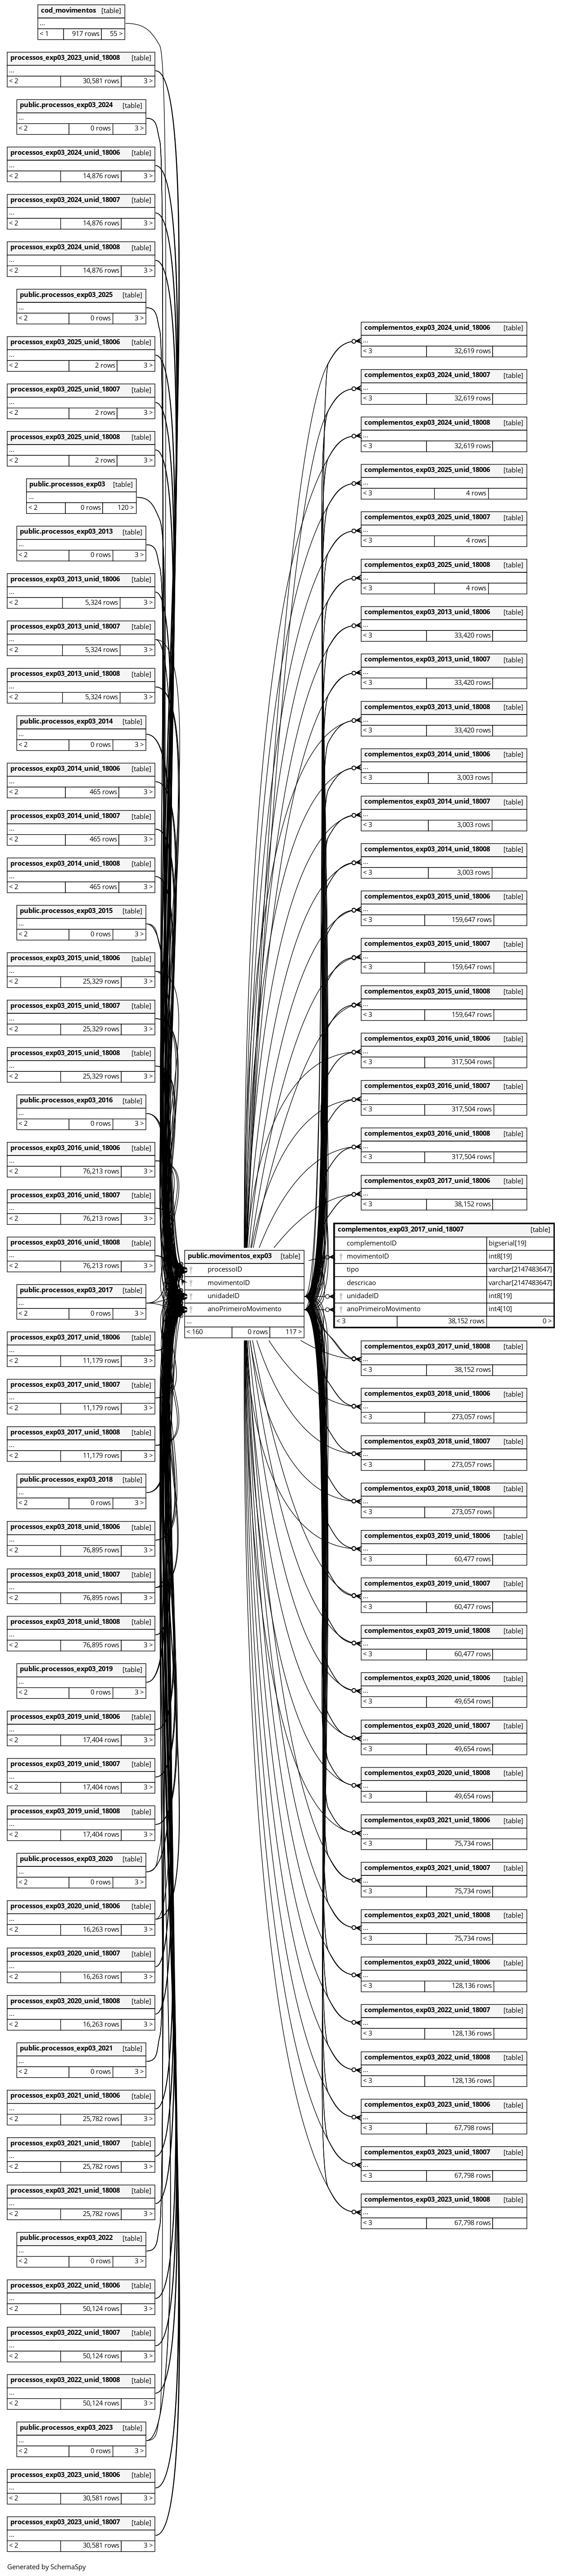 cod_movimentos [table]
...
< 1 917 rows 55 >
processos_exp03_2023_unid_18008 [table]
...
< 2 30,581 rows 3 >
public.processos_exp03_2024 [table]
...
< 2 0 rows 3 >
processos_exp03_2024_unid_18006 [table]
...
< 2 14,876 rows 3 >
processos_exp03_2024_unid_18007 [table]
...
< 2 14,876 rows 3 >
processos_exp03_2024_unid_18008 [table]
...
< 2 14,876 rows 3 >
public.processos_exp03_2025 [table]
...
< 2 0 rows 3 >
processos_exp03_2025_unid_18006 [table]
...
< 2 2 rows 3 >
processos_exp03_2025_unid_18007 [table]
...
< 2 2 rows 3 >
processos_exp03_2025_unid_18008 [table]
...
< 2 2 rows 3 >
public.processos_exp03 [table]
...
< 2 0 rows 120 >
public.processos_exp03_2013 [table]
...
< 2 0 rows 3 >
processos_exp03_2013_unid_18006 [table]
...
< 2 5,324 rows 3 >
processos_exp03_2013_unid_18007 [table]
...
< 2 5,324 rows 3 >
processos_exp03_2013_unid_18008 [table]
...
< 2 5,324 rows 3 >
public.processos_exp03_2014 [table]
...
< 2 0 rows 3 >
processos_exp03_2014_unid_18006 [table]
...
< 2 465 rows 3 >
processos_exp03_2014_unid_18007 [table]
...
< 2 465 rows 3 >
processos_exp03_2014_unid_18008 [table]
...
< 2 465 rows 3 >
public.processos_exp03_2015 [table]
...
< 2 0 rows 3 >
processos_exp03_2015_unid_18006 [table]
...
< 2 25,329 rows 3 >
processos_exp03_2015_unid_18007 [table]
...
< 2 25,329 rows 3 >
processos_exp03_2015_unid_18008 [table]
...
< 2 25,329 rows 3 >
public.processos_exp03_2016 [table]
...
< 2 0 rows 3 >
processos_exp03_2016_unid_18006 [table]
...
< 2 76,213 rows 3 >
processos_exp03_2016_unid_18007 [table]
...
< 2 76,213 rows 3 >
processos_exp03_2016_unid_18008 [table]
...
< 2 76,213 rows 3 >
public.processos_exp03_2017 [table]
...
< 2 0 rows 3 >
processos_exp03_2017_unid_18006 [table]
...
< 2 11,179 rows 3 >
processos_exp03_2017_unid_18007 [table]
...
< 2 11,179 rows 3 >
processos_exp03_2017_unid_18008 [table]
...
< 2 11,179 rows 3 >
public.processos_exp03_2018 [table]
...
< 2 0 rows 3 >
processos_exp03_2018_unid_18006 [table]
...
< 2 76,895 rows 3 >
processos_exp03_2018_unid_18007 [table]
...
< 2 76,895 rows 3 >
processos_exp03_2018_unid_18008 [table]
...
< 2 76,895 rows 3 >
public.processos_exp03_2019 [table]
...
< 2 0 rows 3 >
processos_exp03_2019_unid_18006 [table]
...
< 2 17,404 rows 3 >
processos_exp03_2019_unid_18007 [table]
...
< 2 17,404 rows 3 >
processos_exp03_2019_unid_18008 [table]
...
< 2 17,404 rows 3 >
public.processos_exp03_2020 [table]
...
< 2 0 rows 3 >
processos_exp03_2020_unid_18006 [table]
...
< 2 16,263 rows 3 >
processos_exp03_2020_unid_18007 [table]
...
< 2 16,263 rows 3 >
processos_exp03_2020_unid_18008 [table]
...
< 2 16,263 rows 3 >
public.processos_exp03_2021 [table]
...
< 2 0 rows 3 >
processos_exp03_2021_unid_18006 [table]
...
< 2 25,782 rows 3 >
processos_exp03_2021_unid_18007 [table]
...
< 2 25,782 rows 3 >
processos_exp03_2021_unid_18008 [table]
...
< 2 25,782 rows 3 >
public.processos_exp03_2022 [table]
...
< 2 0 rows 3 >
processos_exp03_2022_unid_18006 [table]
...
< 2 50,124 rows 3 >
processos_exp03_2022_unid_18007 [table]
...
< 2 50,124 rows 3 >
processos_exp03_2022_unid_18008 [table]
...
< 2 50,124 rows 3 >
public.processos_exp03_2023 [table]
...
< 2 0 rows 3 >
processos_exp03_2023_unid_18006 [table]
...
< 2 30,581 rows 3 >
processos_exp03_2023_unid_18007 [table]
...
< 2 30,581 rows 3 >
public.movimentos_exp03 [table]
processoID
movimentoID
unidadeID
anoPrimeiroMovimento
...
< 160 0 rows 117 >
complementos_exp03_2024_unid_18006 [table]
...
< 3 32,619 rows
complementos_exp03_2024_unid_18007 [table]
...
< 3 32,619 rows
complementos_exp03_2024_unid_18008 [table]
...
< 3 32,619 rows
complementos_exp03_2025_unid_18006 [table]
...
< 3 4 rows
complementos_exp03_2025_unid_18007 [table]
...
< 3 4 rows
complementos_exp03_2025_unid_18008 [table]
...
< 3 4 rows
complementos_exp03_2013_unid_18006 [table]
...
< 3 33,420 rows
complementos_exp03_2013_unid_18007 [table]
...
< 3 33,420 rows
complementos_exp03_2013_unid_18008 [table]
...
< 3 33,420 rows
complementos_exp03_2014_unid_18006 [table]
...
< 3 3,003 rows
complementos_exp03_2014_unid_18007 [table]
...
< 3 3,003 rows
complementos_exp03_2014_unid_18008 [table]
...
< 3 3,003 rows
complementos_exp03_2015_unid_18006 [table]
...
< 3 159,647 rows
complementos_exp03_2015_unid_18007 [table]
...
< 3 159,647 rows
complementos_exp03_2015_unid_18008 [table]
...
< 3 159,647 rows
complementos_exp03_2016_unid_18006 [table]
...
< 3 317,504 rows
complementos_exp03_2016_unid_18007 [table]
...
< 3 317,504 rows
complementos_exp03_2016_unid_18008 [table]
...
< 3 317,504 rows
complementos_exp03_2017_unid_18006 [table]
...
< 3 38,152 rows
complementos_exp03_2017_unid_18007 [table]
complementoID bigserial[19]
movimentoID int8[19]
tipo varchar[2147483647]
descricao varchar[2147483647]
unidadeID int8[19]
anoPrimeiroMovimento int4[10]
< 3 38,152 rows 0 >
complementos_exp03_2017_unid_18008 [table]
...
< 3 38,152 rows
complementos_exp03_2018_unid_18006 [table]
...
< 3 273,057 rows
complementos_exp03_2018_unid_18007 [table]
...
< 3 273,057 rows
complementos_exp03_2018_unid_18008 [table]
...
< 3 273,057 rows
complementos_exp03_2019_unid_18006 [table]
...
< 3 60,477 rows
complementos_exp03_2019_unid_18007 [table]
...
< 3 60,477 rows
complementos_exp03_2019_unid_18008 [table]
...
< 3 60,477 rows
complementos_exp03_2020_unid_18006 [table]
...
< 3 49,654 rows
complementos_exp03_2020_unid_18007 [table]
...
< 3 49,654 rows
complementos_exp03_2020_unid_18008 [table]
...
< 3 49,654 rows
complementos_exp03_2021_unid_18006 [table]
...
< 3 75,734 rows
complementos_exp03_2021_unid_18007 [table]
...
< 3 75,734 rows
complementos_exp03_2021_unid_18008 [table]
...
< 3 75,734 rows
complementos_exp03_2022_unid_18006 [table]
...
< 3 128,136 rows
complementos_exp03_2022_unid_18007 [table]
...
< 3 128,136 rows
complementos_exp03_2022_unid_18008 [table]
...
< 3 128,136 rows
complementos_exp03_2023_unid_18006 [table]
...
< 3 67,798 rows
complementos_exp03_2023_unid_18007 [table]
...
< 3 67,798 rows
complementos_exp03_2023_unid_18008 [table]
...
< 3 67,798 rows
Generated by SchemaSpy